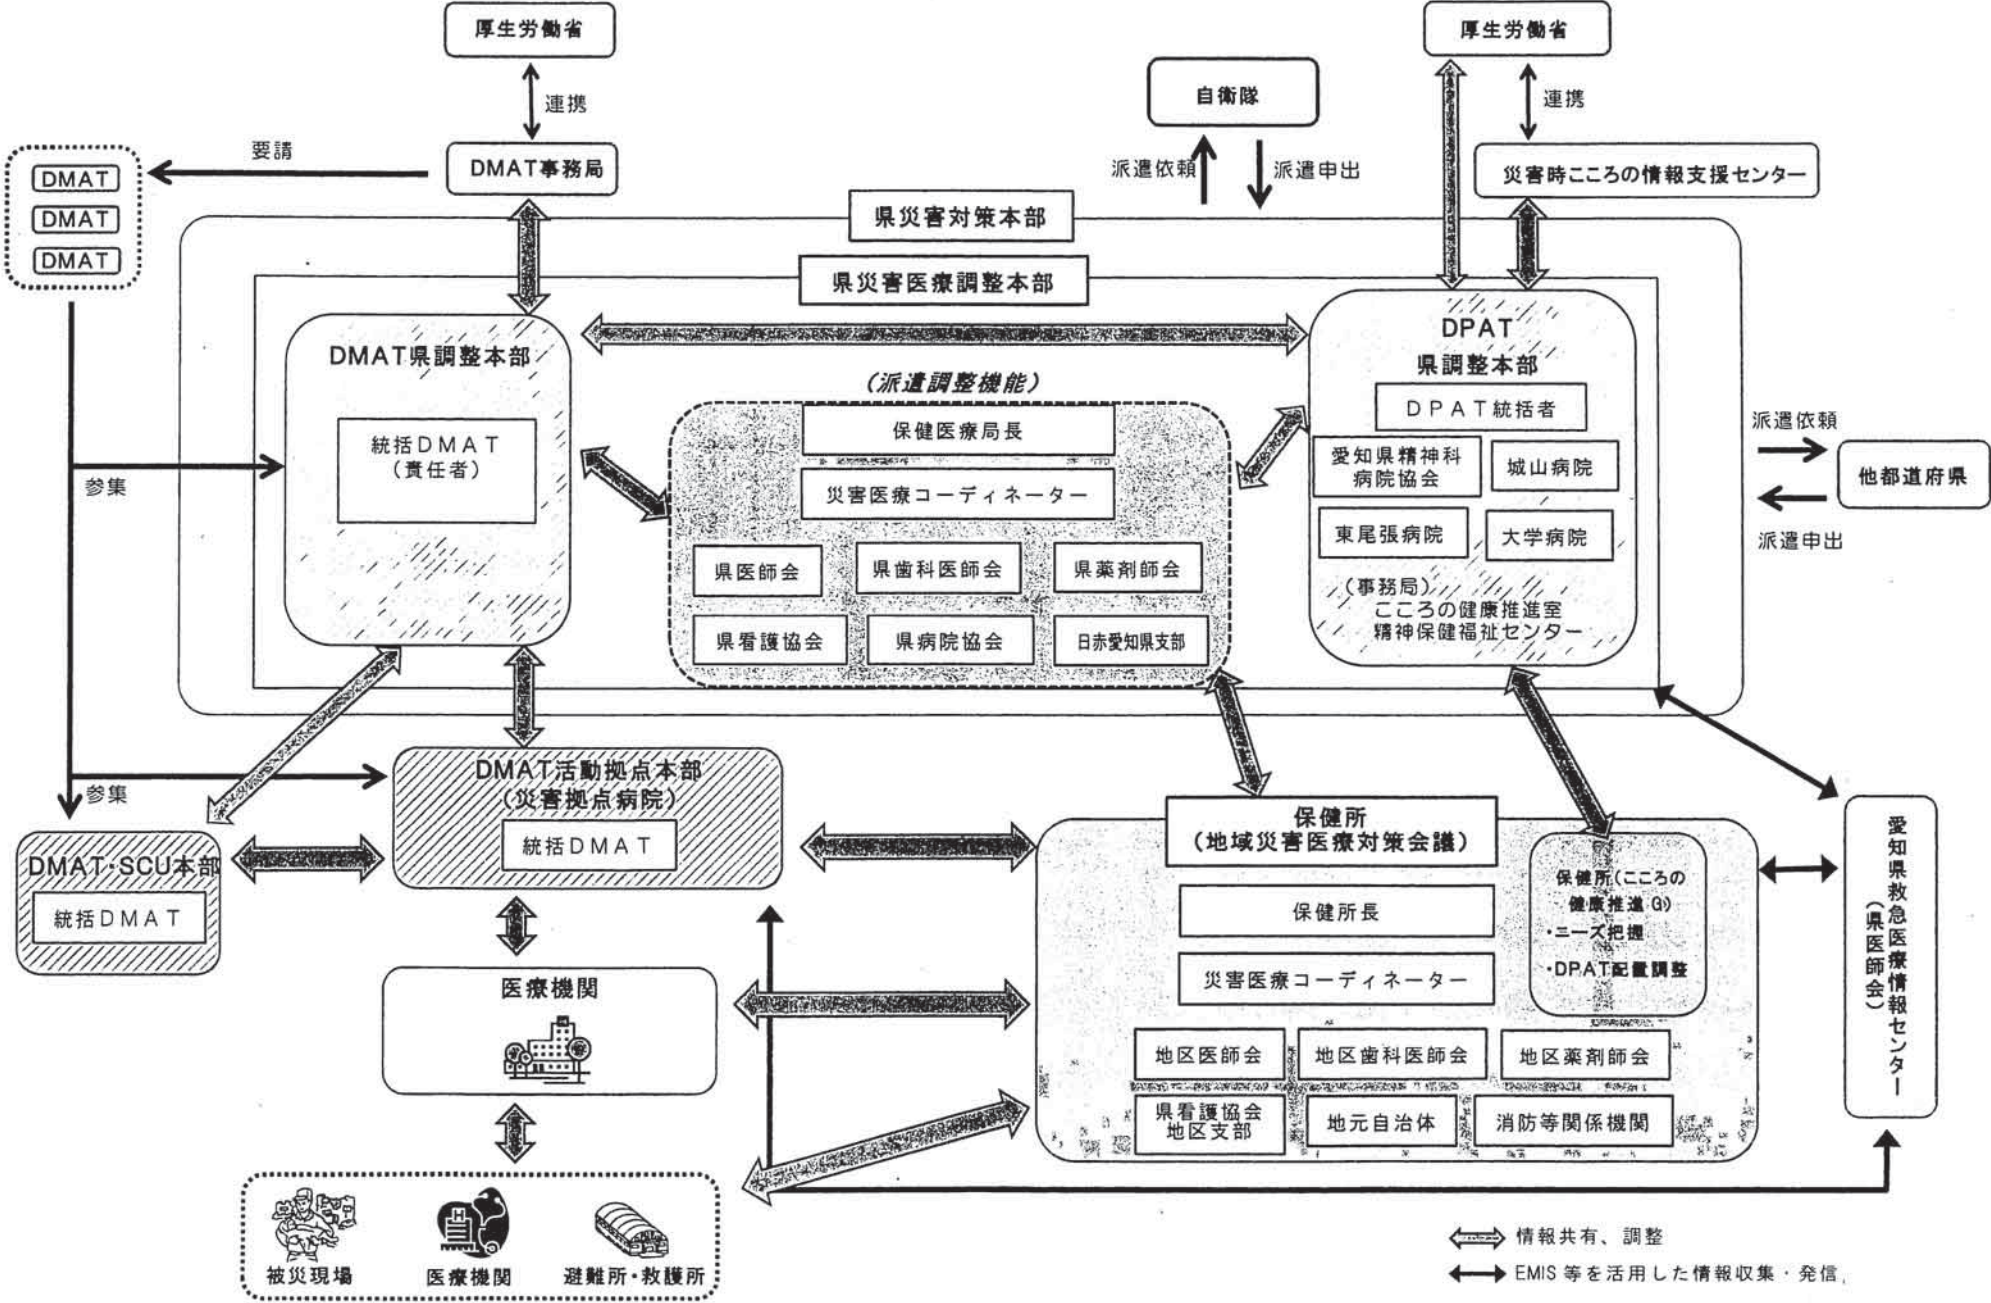 厚生労働省
連携
DMAT事務局
要請
DMAT
DMAT
DMAT
自衛隊
派遣依頼
派遣申出
厚生労働省
連携
災害時こころの情報支援センター
県災害対策本部
県災害医療調整本部
DMAT県調整本部
統括DMAT
(責任者)
(派遣調整機能)
保健医療局長
災害医療コーディネーター
県医師会
県歯科医師会
県薬剤師会
県看護協会
県病院協会
日赤愛知県支部
DPAT
県調整本部
DPAT統括者
愛知県精神科
病院協会
城山病院
東尾張病院
大学病院
(事務局)
こころの健康推進室
精神保健福祉センター
派遣依頼
他都道府県
派遣申出
参集
参集
DMAT活動拠点本部
(災害拠点病院)
統括DMAT
DMAT・SCU本部
統括DMAT
医療機関
被災現場
医療機関
避難所・救護所
保健所
(地域災害医療対策会議)
保健所長
災害医療コーディネーター
保健所(こころの
健康推進G)
・ニーズ把握
・DPAT配置調整
地区医師会
地区歯科医師会
地区薬剤師会
県看護協会
地区支部
地元自治体
消防等関係機関
愛知県救急医療情報センター
(県医師会)
情報共有、調整
EMIS等を活用した情報収集・発信